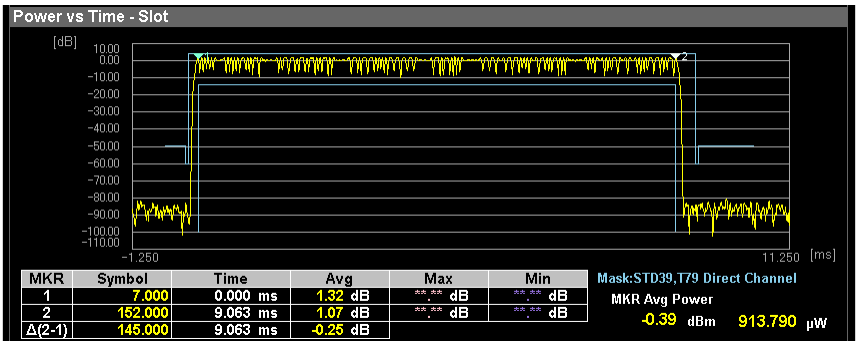 Power vs Time - Slot
[dB]
10.00
0.00
1
2
-10.00
-20.00
-30.00
-40.00
-50.00
-60.00
-70.00
-80.00
-90.00
-100.00
-110.00
-1.250
11.250 [ms]
MKR Symbol Time Avg Max Min
1 7.000 0.000 ms 1.32 dB **.** dB **.** dB
2 152.000 9.063 ms 1.07 dB **.** dB **.** dB
Δ(2-1) 145.000 9.063 ms -0.25 dB
Mask:STD39,T79 Direct Channel
MKR Avg Power
-0.39 dBm 913.790 µW